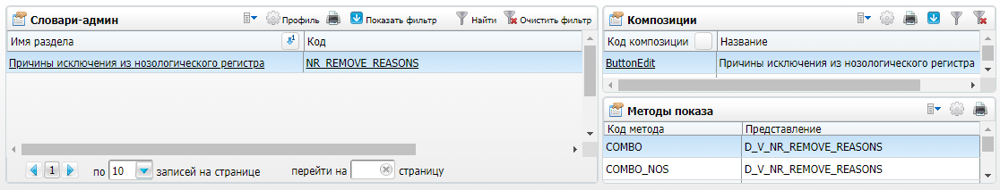 Словари-админ Профиль Показать фильтр Найти Очистить фильтр
Имя раздела Код
Причины исключения из нозологического регистра NR_REMOVE_REASONS
1 по 10 записей на странице перейти на страницу
Композиции
Код композиции Название
ButtonEdit Причины исключения из нозологического регистра
Методы показа
Код метода Представление
COMBO D_V_NR_REMOVE_REASONS
COMBO_NOS D_V_NR_REMOVE_REASONS